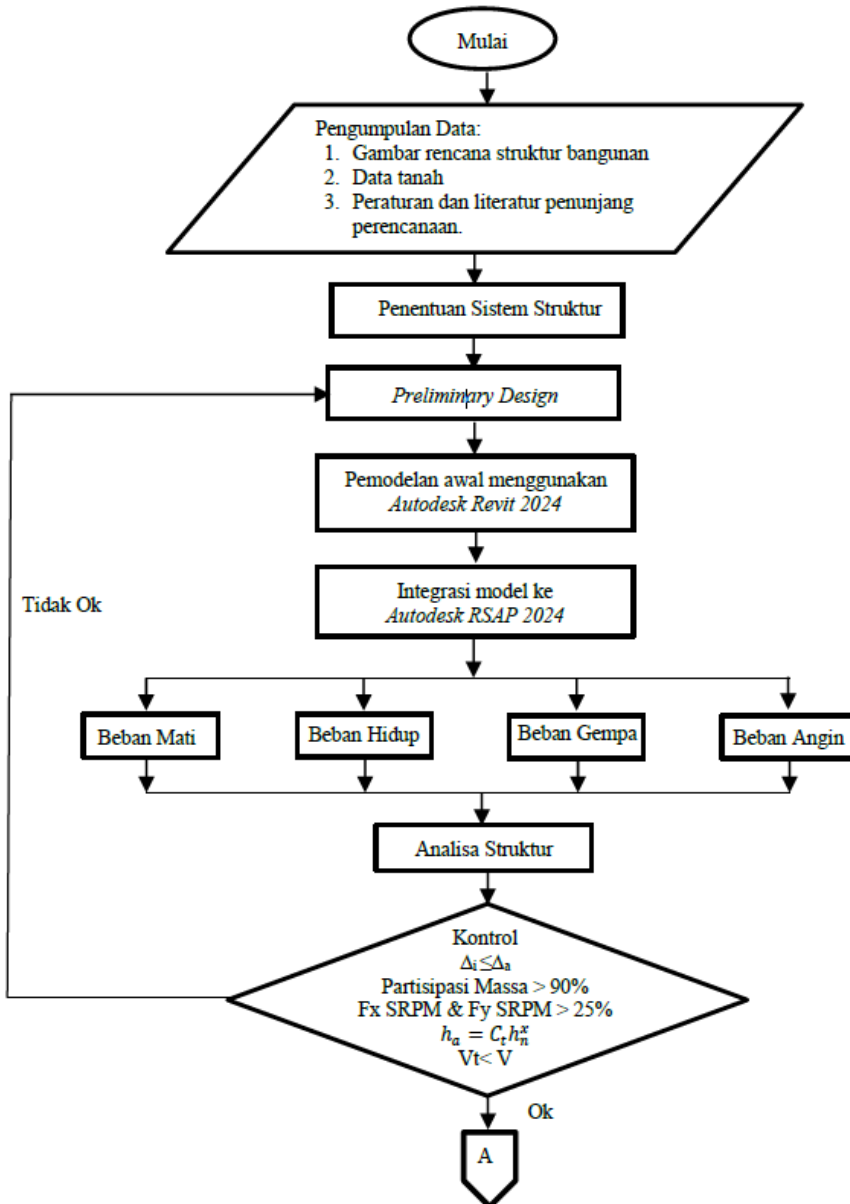 Mulai
Pengumpulan Data:
1. Gambar rencana struktur bangunan
2. Data tanah
3. Peraturan dan literatur penunjang
perencanaan.
Penentuan Sistem Struktur
Preliminary Design
Pemodelan awal menggunakan
Autodesk Revit 2024
Integrasi model ke
Autodesk RSAP 2024
Tidak Ok
Beban Mati
Beban Hidup
Beban Gempa
Beban Angin
Analisa Struktur
Kontrol
Δi≤Δa
Partisipasi Massa > 90%
Fx SRPM & Fy SRPM > 25%
hₐ = Cₜhₙˣ
Vt< V
Ok
A